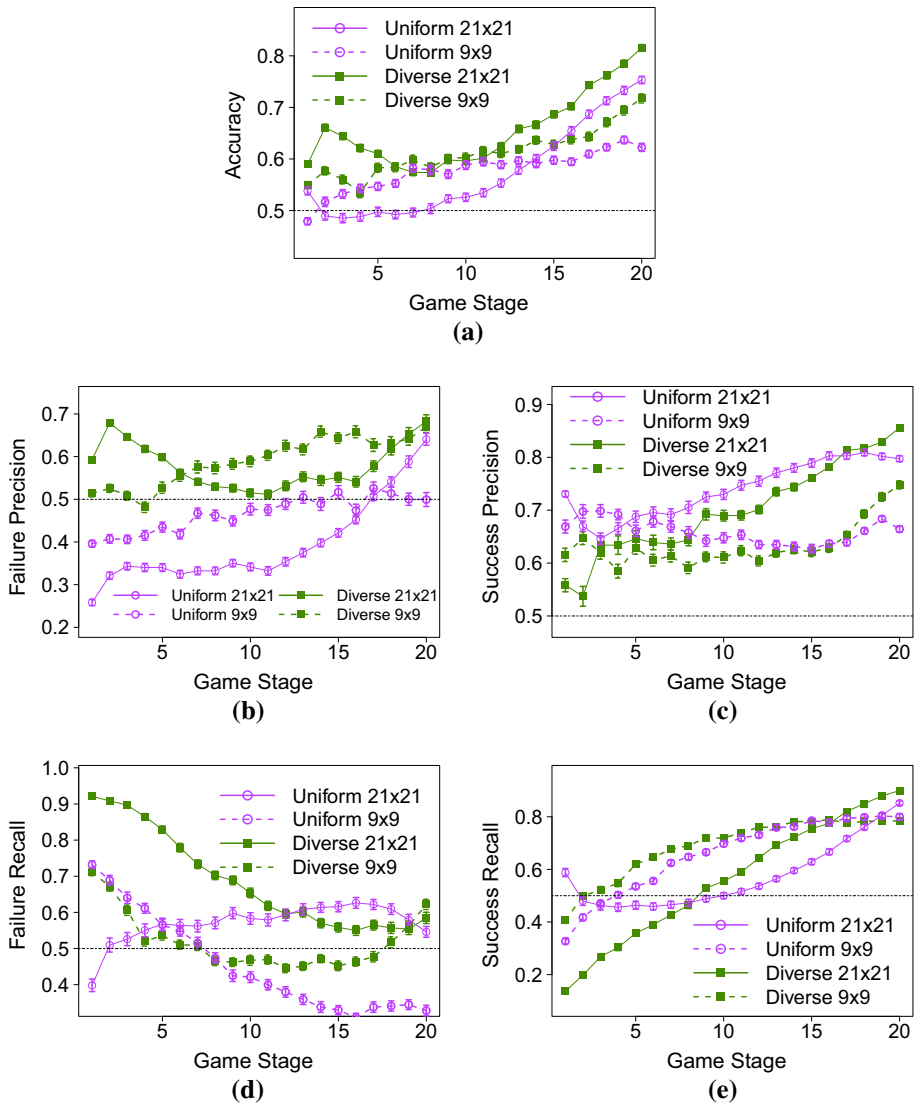 Uniform 21x21
Uniform 9x9
Diverse 21x21
Diverse 9x9
Accuracy
0.8
0.7
0.6
0.5
5 10 15 20
Game Stage
(a)
Uniform 21x21 Diverse 21x21
Uniform 9x9 Diverse 9x9
Failure Precision
0.7
0.6
0.5
0.4
0.3
0.2
5 10 15 20
Game Stage
(b)
Uniform 21x21
Uniform 9x9
Diverse 21x21
Diverse 9x9
Success Precision
0.9
0.8
0.7
0.6
0.5
5 10 15 20
Game Stage
(c)
Uniform 21x21
Uniform 9x9
Diverse 21x21
Diverse 9x9
Failure Recall
1.0
0.9
0.8
0.7
0.6
0.5
0.4
5 10 15 20
Game Stage
(d)
Uniform 21x21
Uniform 9x9
Diverse 21x21
Diverse 9x9
Success Recall
0.8
0.6
0.4
0.2
5 10 15 20
Game Stage
(e)